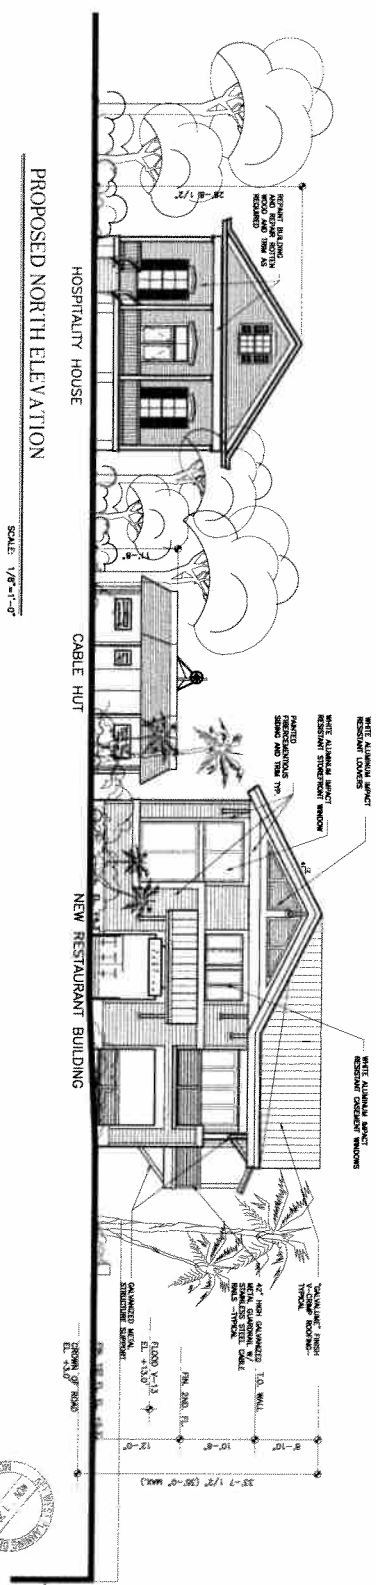 28'-8 1/2"
REPAINT BUILDING
AND REPAIR ROTTEN
WOOD AND TRIM AS
REQUIRED
11'-8"
WHITE ALUMINUM IMPACT
RESISTANT LOUVERS
WHITE ALUMINUM IMPACT
RESISTANT STOREFRONT WINDOW
PAINTED
FIBERCEMENTIOUS
SIDING AND TRIM TYP.
WHITE ALUMINUM IMPACT
RESISTANT CASEMENT WINDOWS
"GALVALUME" FINISH
V-CRIMP ROOFING--
TYPICAL
42" HIGH GALVANIZED
METAL GUARDRAIL W/
STAINLESS STEEL CABLE
RAILS --TYPICAL
GALVANIZED METAL
STRUCTURE SUPPORT
T.O. WALL
FIN. 2ND. FL.
FLOOD V-13
EL. +13.0'
CROWN OF ROAD
EL. +3.0'
8'-10"
10'-8"
12'-0"
33'-7 1/2" (35'-0" MAX.)
HOSPITALITY HOUSE
CABLE HUT
NEW RESTAURANT BUILDING
PROPOSED NORTH ELEVATION
SCALE: 1/8"=1'-0"